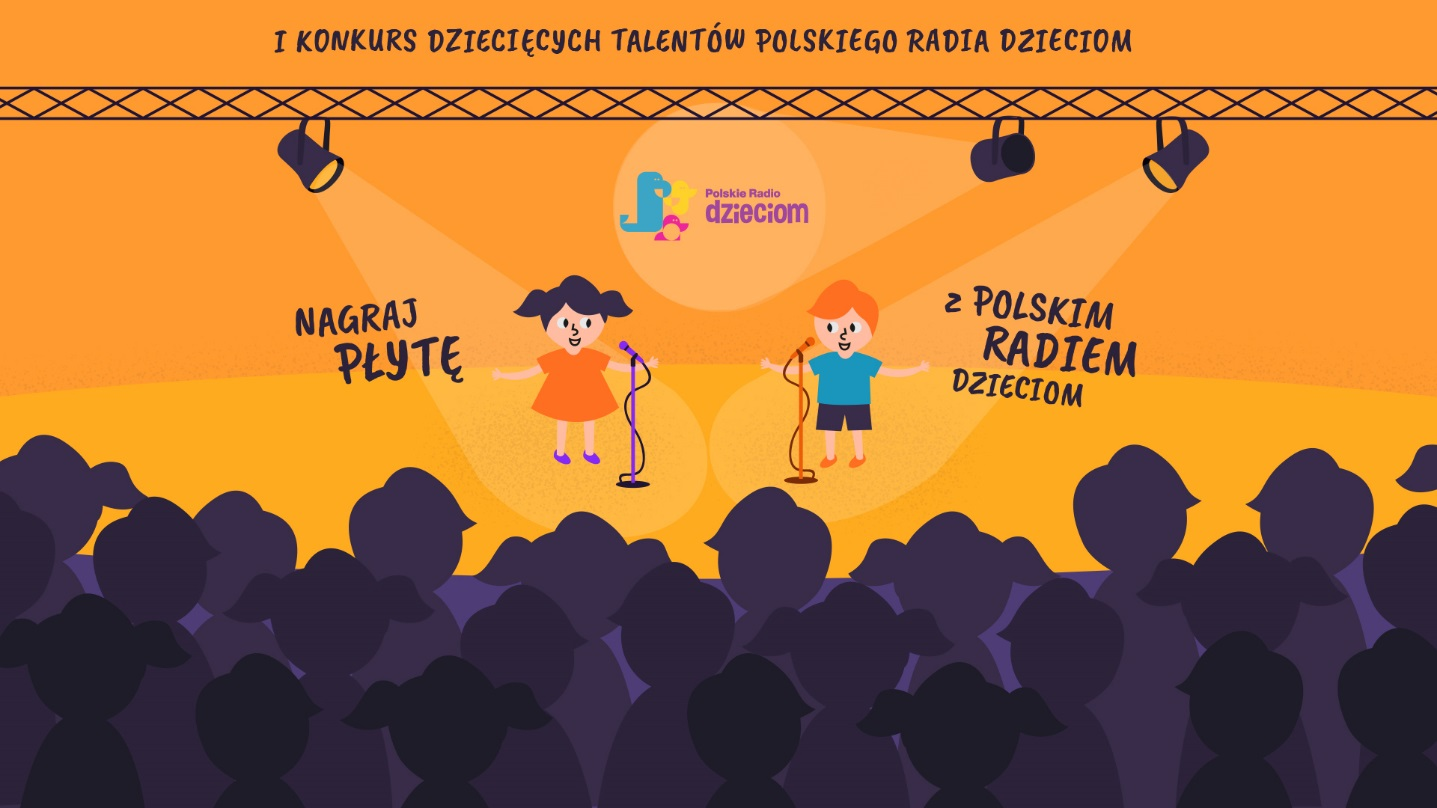 I KONKURS DZIECIĘCYCH TALENTÓW POLSKIEGO RADIA DZIECIOM
Polskie Radio
dzieciom
NAGRAJ
PŁYTĘ
z POLSKIM
RADIEM
DZIECIOM